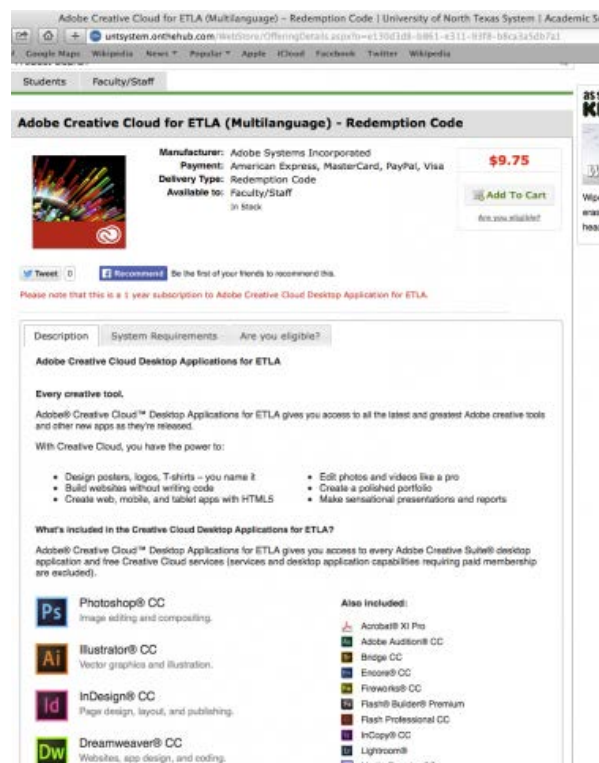 Adobe Creative Cloud for ETLA (Multilanguage) - Redemption Code | University of North Texas System | Academic S
untsystem.onthehub.com/WebStore/OfferingDetails.aspx
Google Maps Wikipedia News Popular Apple iCloud Facebook Twitter Wikipedia
Students Faculty/Staff
Adobe Creative Cloud for ETLA (Multilanguage) - Redemption Code
Manufacturer: Adobe Systems Incorporated
Payment: American Express, MasterCard, PayPal, Visa
Delivery Type: Redemption Code
Available to: Faculty/Staff
In Stock
$9.75
Add To Cart
Are you eligible?
Tweet 0 Recommend Be the first of your friends to recommend this.
Please note that this is a 1 year subscription to Adobe Creative Cloud Desktop Application for ETLA.
Description System Requirements Are you eligible?
Adobe Creative Cloud Desktop Applications for ETLA
Every creative tool.
Adobe® Creative Cloud™ Desktop Applications for ETLA gives you access to all the latest and greatest Adobe creative tools
and other new apps as they're released.
With Creative Cloud, you have the power to:
• Design posters, logos, T-shirts – you name it
• Build websites without writing code
• Create web, mobile, and tablet apps with HTML5
• Edit photos and videos like a pro
• Create a polished portfolio
• Make sensational presentations and reports
What's included in the Creative Cloud Desktop Applications for ETLA?
Adobe® Creative Cloud™ Desktop Applications for ETLA gives you access to every Adobe Creative Suite® desktop
application and free Creative Cloud services (services and desktop application capabilities requiring paid membership
are excluded).
Ps
Photoshop® CC
Image editing and compositing.
Ai
Illustrator® CC
Vector graphics and illustration.
Id
InDesign® CC
Page design, layout, and publishing.
Dw
Dreamweaver® CC
Websites, app design, and coding.
Also included:
Acrobat® XI Pro
Adobe Audition® CC
Bridge CC
Encore® CC
Fireworks® CC
Flash® Builder® Premium
Flash Professional CC
InCopy® CC
Lightroom®